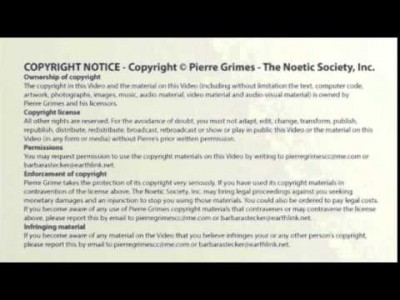 COPYRIGHT NOTICE - Copyright © Pierre Grimes - The Noetic Society, Inc.
Ownership of copyright
The copyright in this Video and the material on this Video (including without limitation the text, computer code,
artwork, photographs, images, music, audio material, video material and audio-visual material) is owned by
Pierre Grimes and his licensors.
Copyright license
All other rights are reserved. For the avoidance of doubt, you must not adapt, edit, change, transform, publish,
republish, distribute, redistribute, broadcast, rebroadcast or show or play in public this Video or the material on this
Video (in any form or media) without Pierre's prior written permission.
Permissions
You may request permission to use the copyright materials on this Video by writing to pierregrimescc@me.com or
barbarastecker@earthlink.net.
Enforcement of copyright
Pierre Grime takes the protection of its copyright very seriously. If you have used its copyright materials in
contravention of the license above, The Noetic Society, Inc. may bring legal proceedings against you seeking
monetary damages and an injunction to stop you using those materials. You could also be ordered to pay legal costs.
If you become aware of any use of Pierre Grimes copyright materials that contravenes or may contravene the license
above, please report this by email to pierregrimescc@me.com or barbarastecker@earthlink.net.
Infringing material
If you become aware of any material on the Video that you believe infringes your or any other person's copyright,
please report this by email to pierregrimescc@me.com or barbarastecker@earthlink.net.